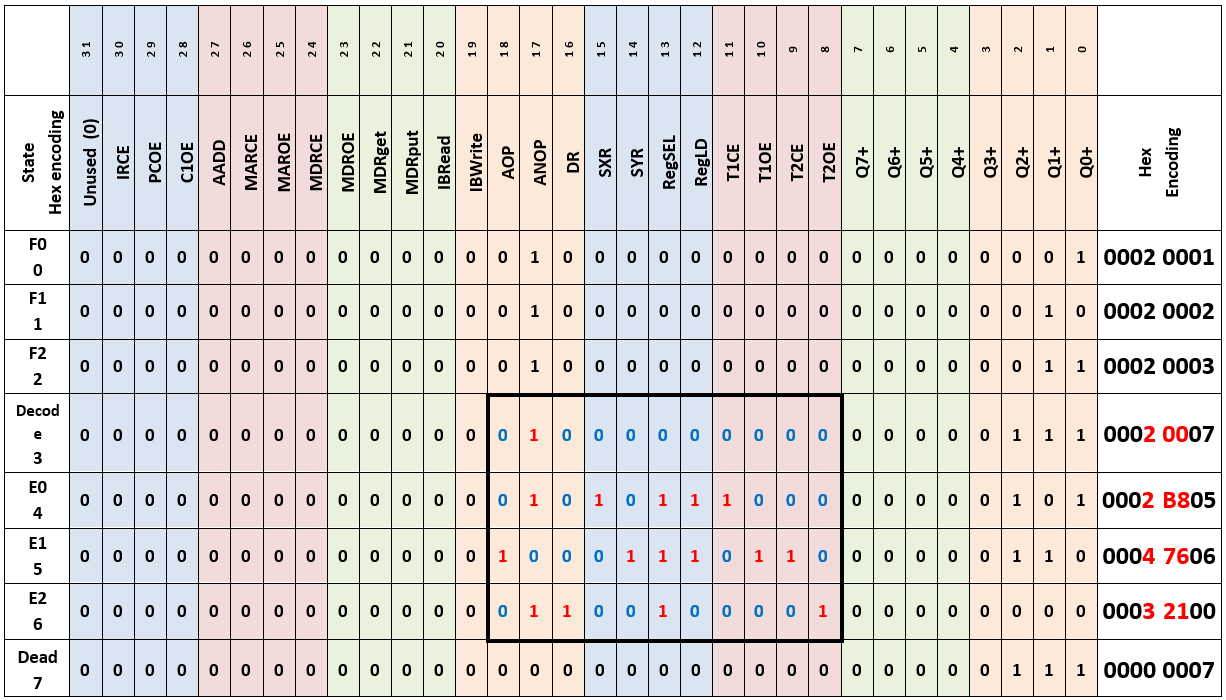 31 30 29 28 27 26 25 24 23 22 21 20 19 18 17 16 15 14 13 12 11 10 9 8 7 6 5 4 3 2 1 0
State
Hex encoding
Unused (0)
IRCE
PCOE
C1OE
AADD
MARCE
MAROE
MDRCE
MDROE
MDRget
MDRput
IBRead
IBWrite
AOP
ANOP
DR
SXR
SYR
RegSEL
RegLD
T1CE
T1OE
T2CE
T2OE
Q7+
Q6+
Q5+
Q4+
Q3+
Q2+
Q1+
Q0+
Hex
Encoding
F0
0
0 0 0 0 0 0 0 0 0 0 0 0 0 0 1 0 0 0 0 0 0 0 0 0 0 0 0 0 0 0 0 1 0002 0001
F1
1
0 0 0 0 0 0 0 0 0 0 0 0 0 0 1 0 0 0 0 0 0 0 0 0 0 0 0 0 0 0 1 0 0002 0002
F2
2
0 0 0 0 0 0 0 0 0 0 0 0 0 0 1 0 0 0 0 0 0 0 0 0 0 0 0 0 0 0 1 1 0002 0003
Decod
e
3
0 0 0 0 0 0 0 0 0 0 0 0 0 0 1 0 0 0 0 0 0 0 0 0 0 0 0 0 0 1 1 1 0002 0007
E0
4
0 0 0 0 0 0 0 0 0 0 0 0 0 0 1 0 1 0 1 1 1 0 0 0 0 0 0 0 0 1 0 1 0002 B805
E1
5
0 0 0 0 0 0 0 0 0 0 0 0 0 1 0 0 0 1 1 1 0 1 1 0 0 0 0 0 0 1 1 0 0004 7606
E2
6
0 0 0 0 0 0 0 0 0 0 0 0 0 0 1 1 0 0 1 0 0 0 0 1 0 0 0 0 0 0 0 0 0003 2100
Dead
7
0 0 0 0 0 0 0 0 0 0 0 0 0 0 0 0 0 0 0 0 0 0 0 0 0 0 0 0 0 1 1 1 0000 0007